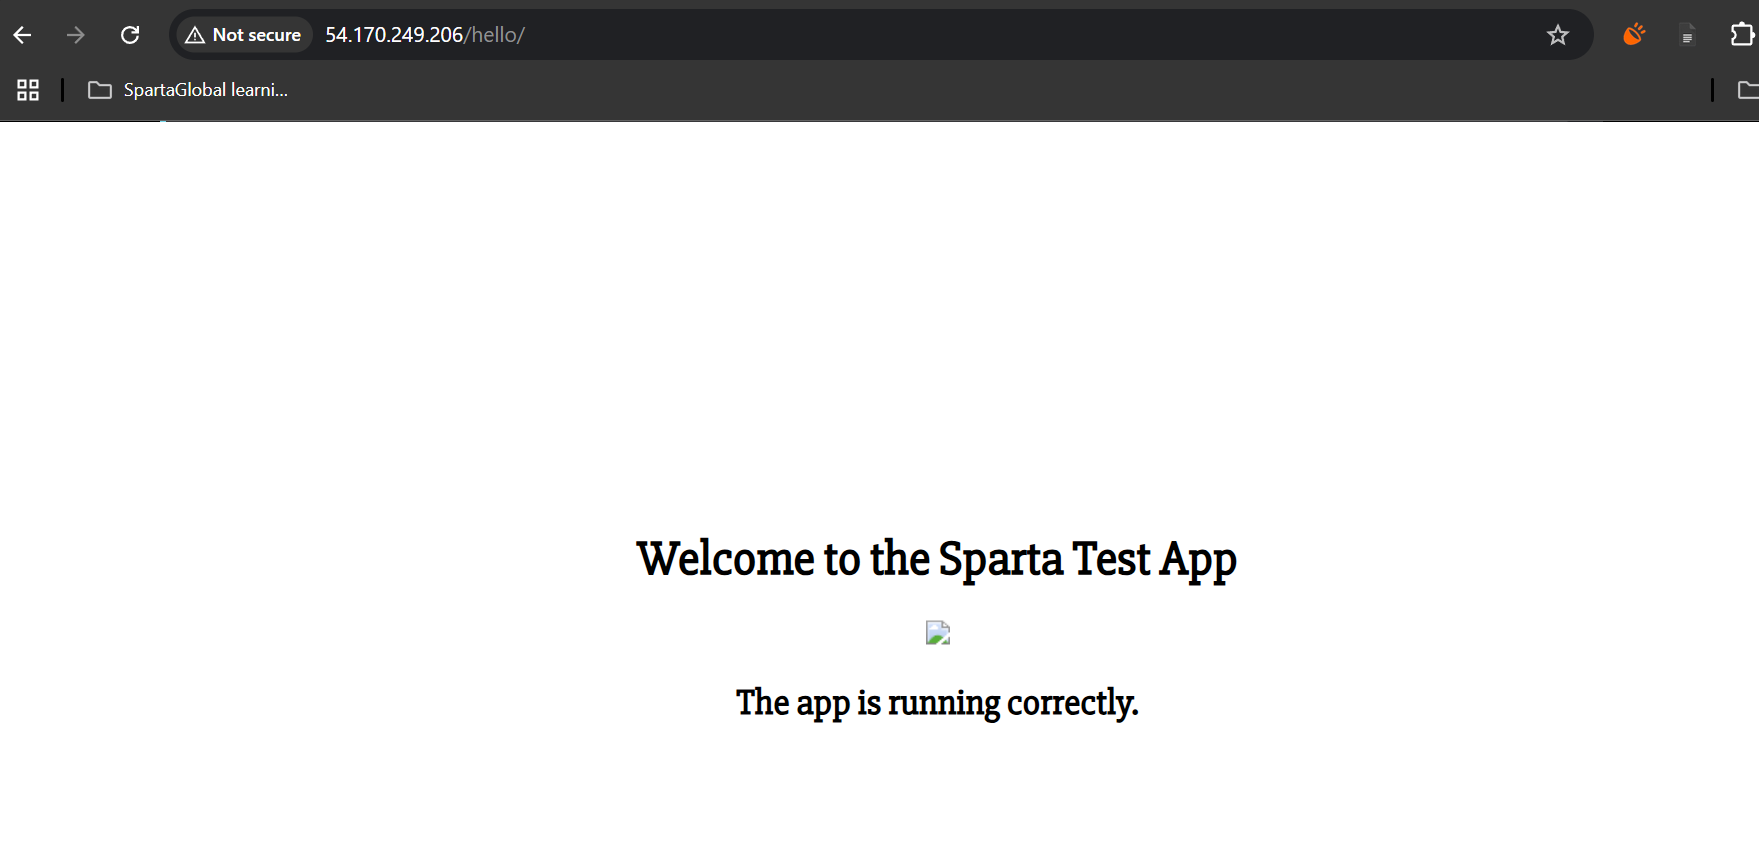 Not secure
54.170.249.206/hello/
SpartaGlobal learni...
Welcome to the Sparta Test App
The app is running correctly.